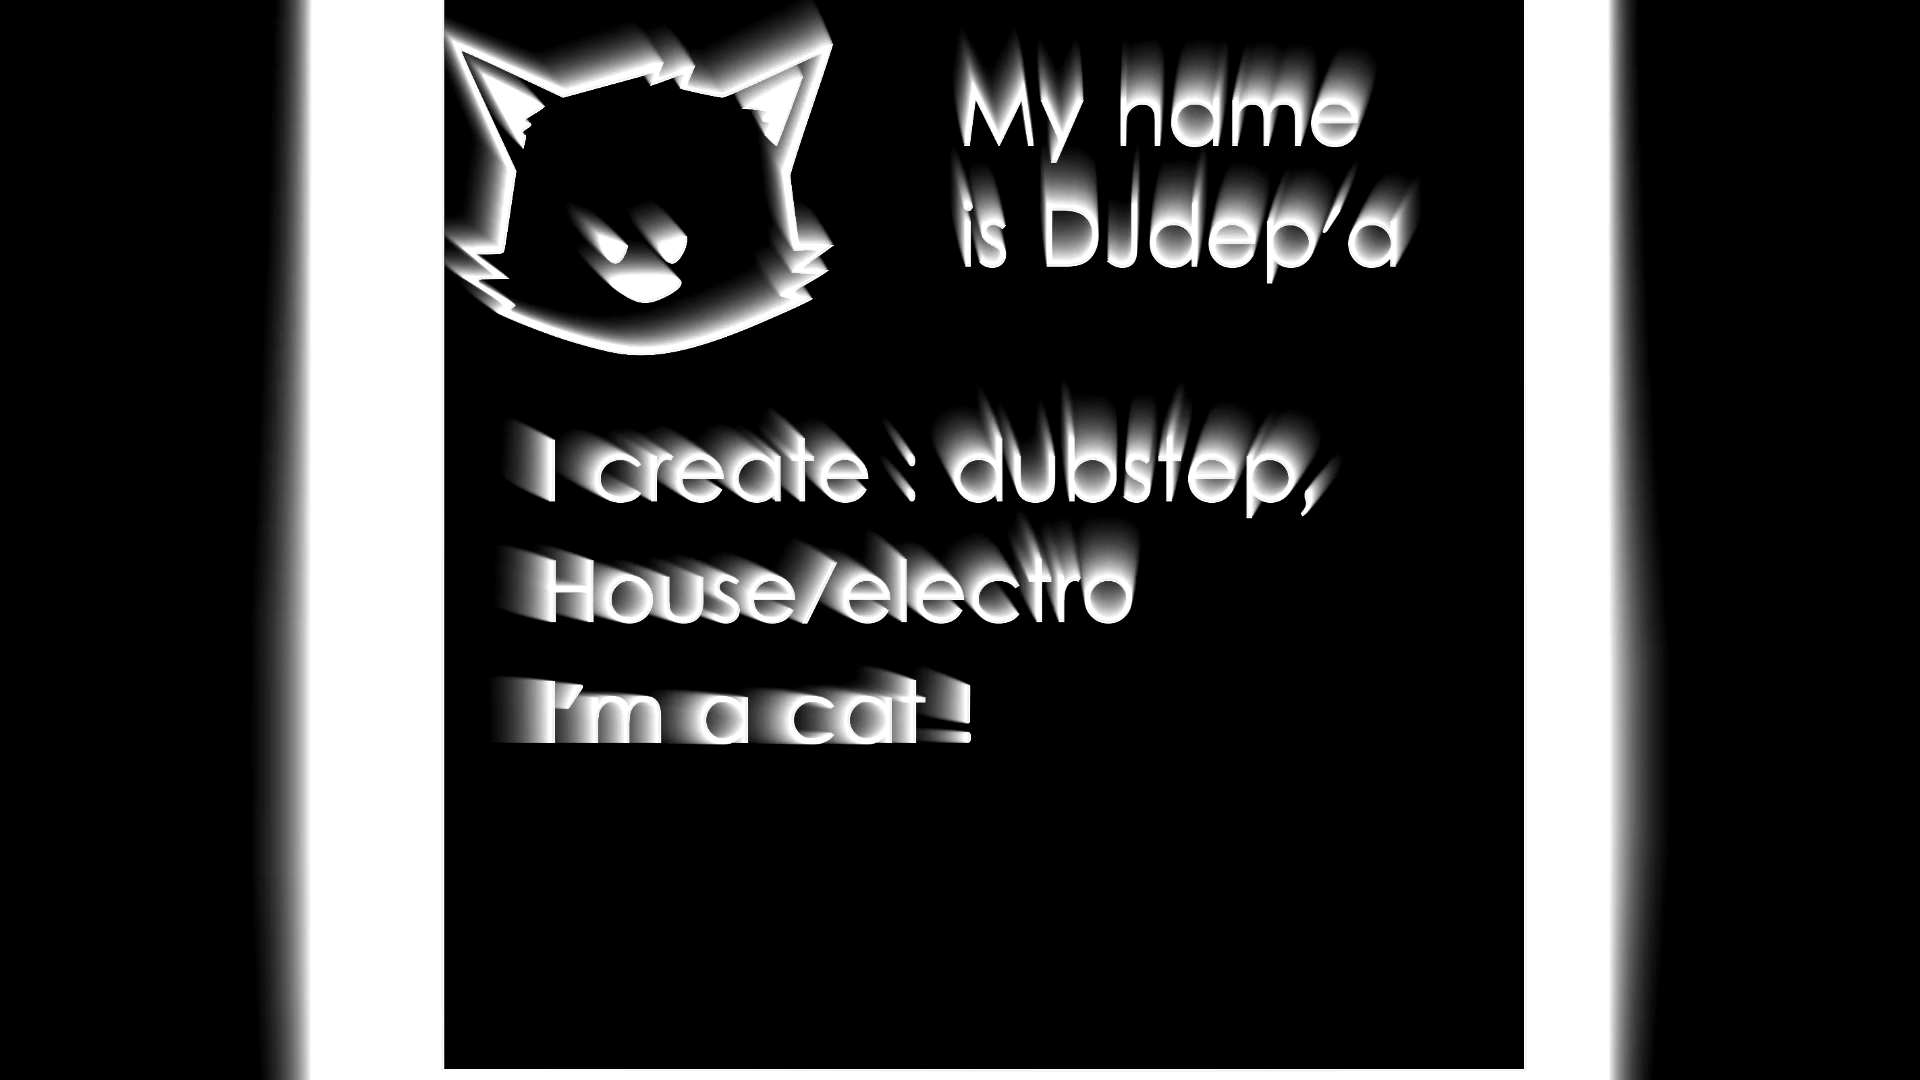 My name
is DJdep'a
I create : dubstep,
House/electro
I'm a cat !